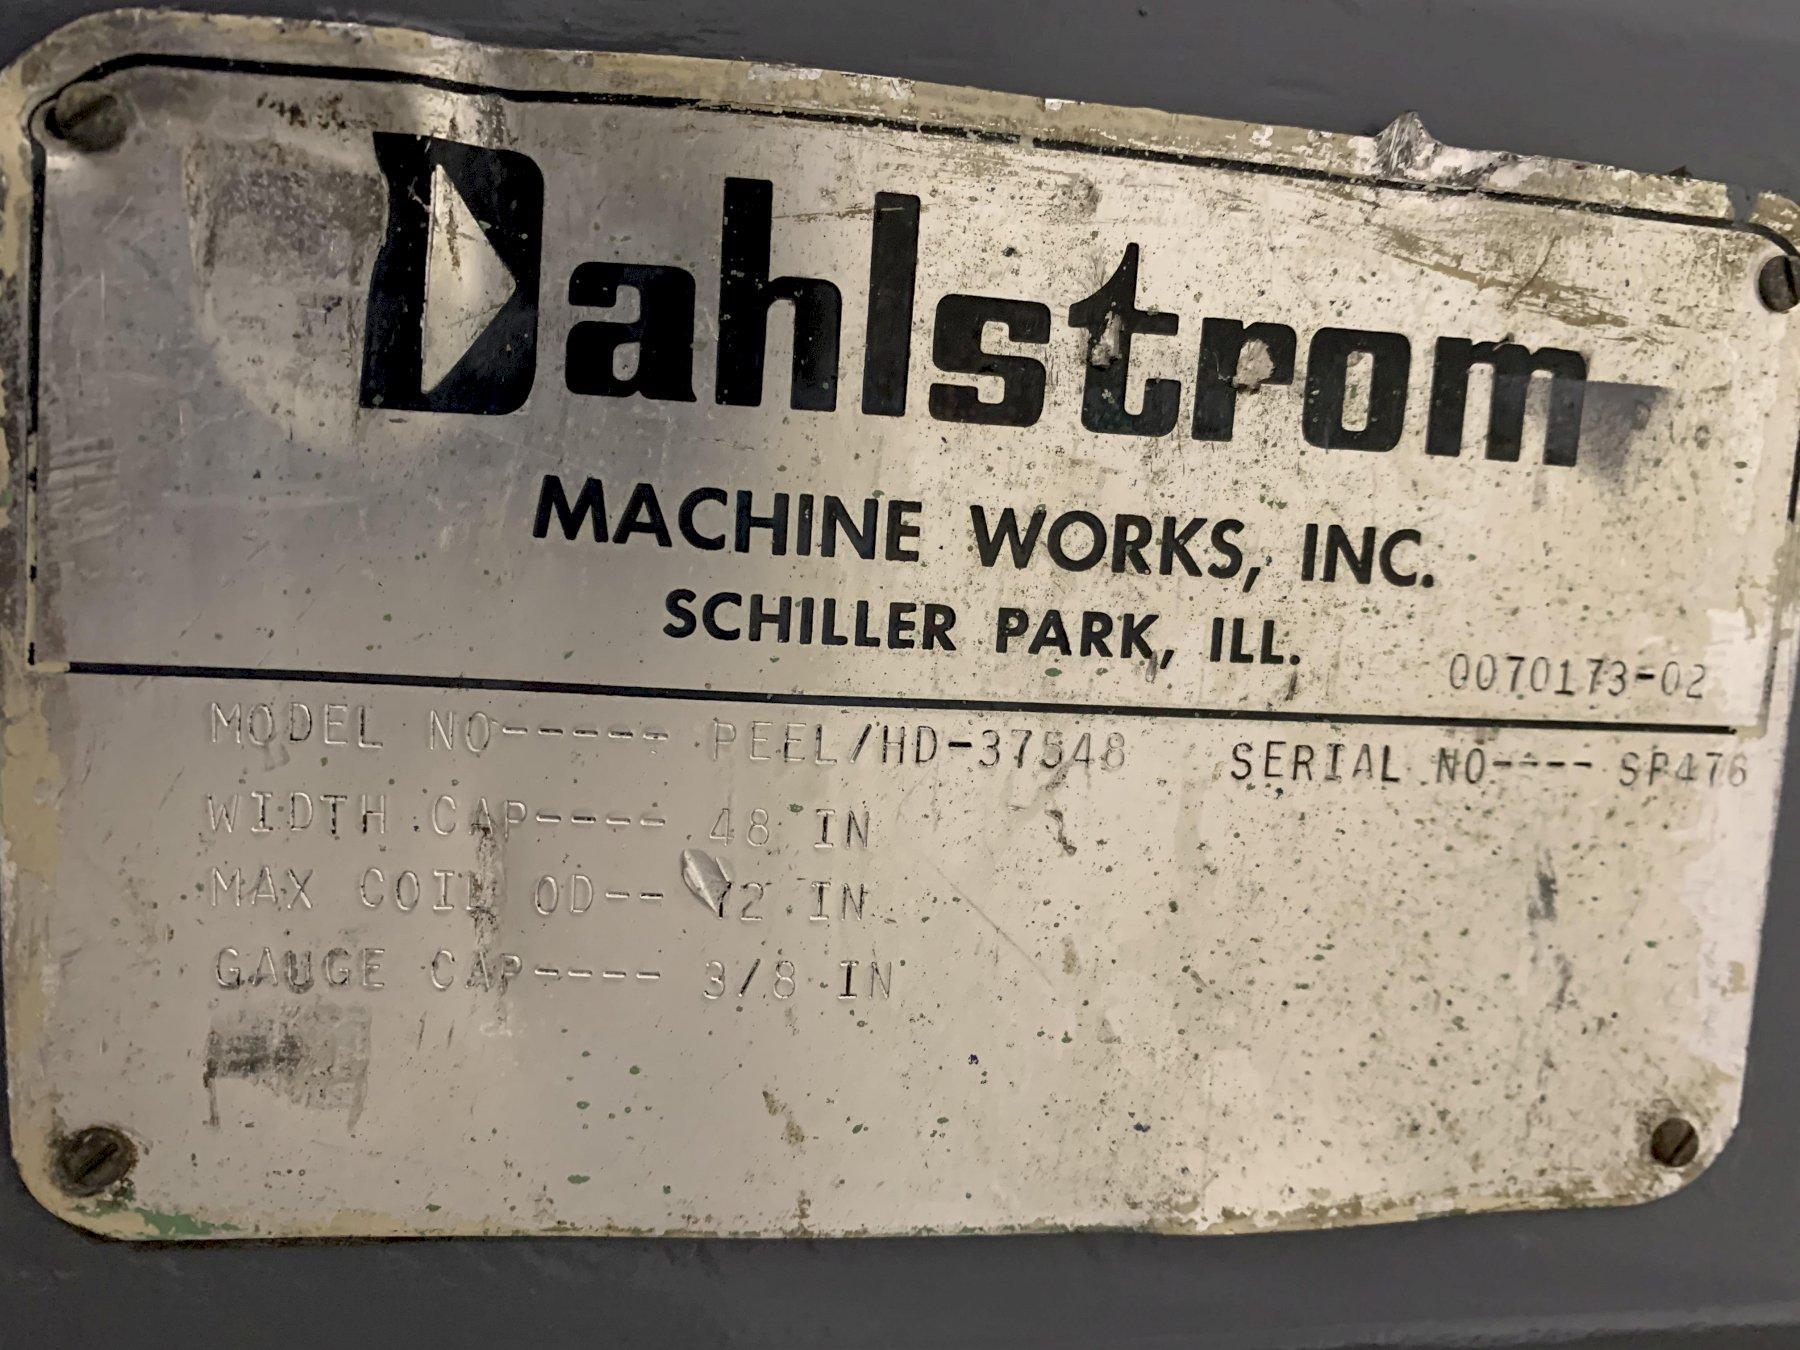 Dahlstrom
MACHINE WORKS, INC.
SCHILLER PARK, ILL.
0070173-02
MODEL NO----- PEEL/HD-37548 SERIAL NO---- SP476
WIDTH CAP---- 48 IN
MAX COIL OD-- 72 IN
GAUGE CAP---- 3/8 IN